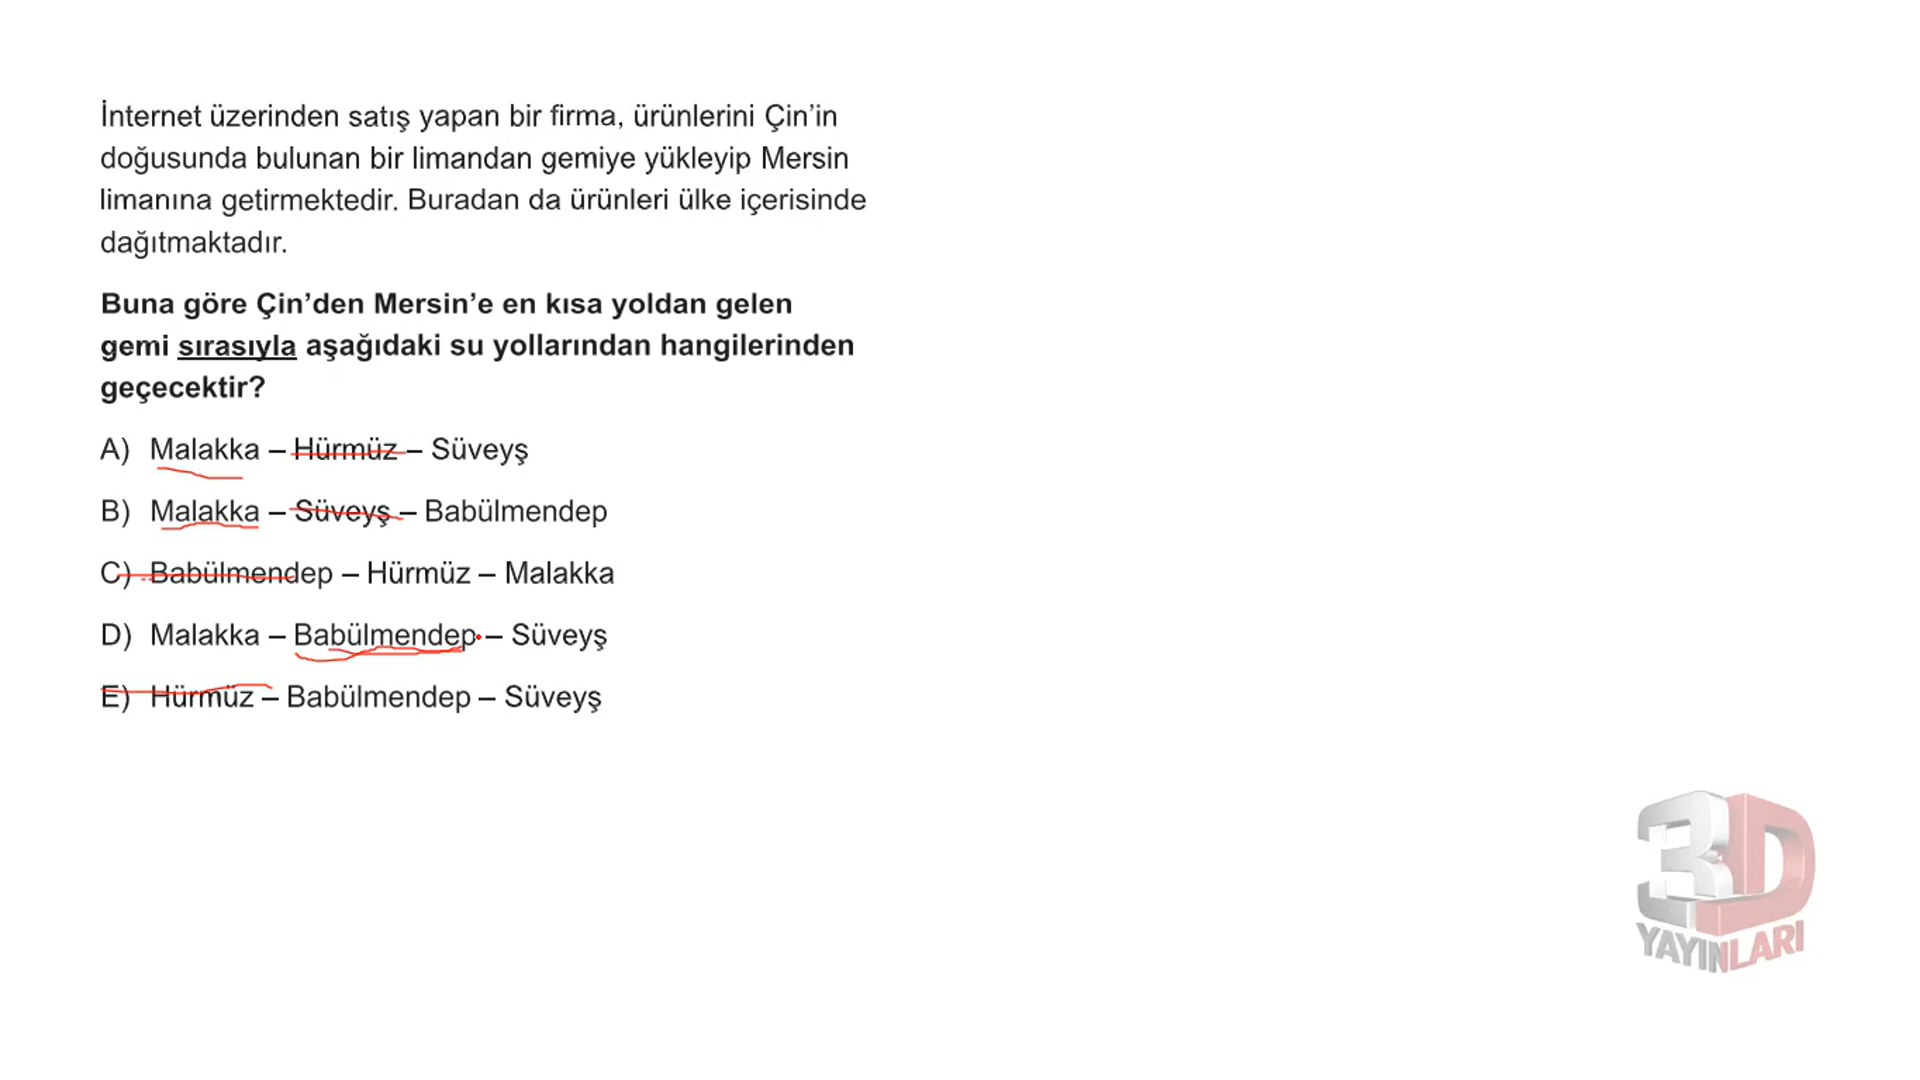 İnternet üzerinden satış yapan bir firma, ürünlerini Çin’in
doğusunda bulunan bir limandan gemiye yükleyip Mersin
limanına getirmektedir. Buradan da ürünleri ülke içerisinde
dağıtmaktadır.
Buna göre Çin’den Mersin’e en kısa yoldan gelen
gemi sırasıyla aşağıdaki su yollarından hangilerinden
geçecektir?
A) Malakka – Hürmüz – Süveyş
B) Malakka – Süveyş – Babülmendep
C) Babülmendep – Hürmüz – Malakka
D) Malakka – Babülmendep – Süveyş
E) Hürmüz – Babülmendep – Süveyş
3D
YAYINLARI